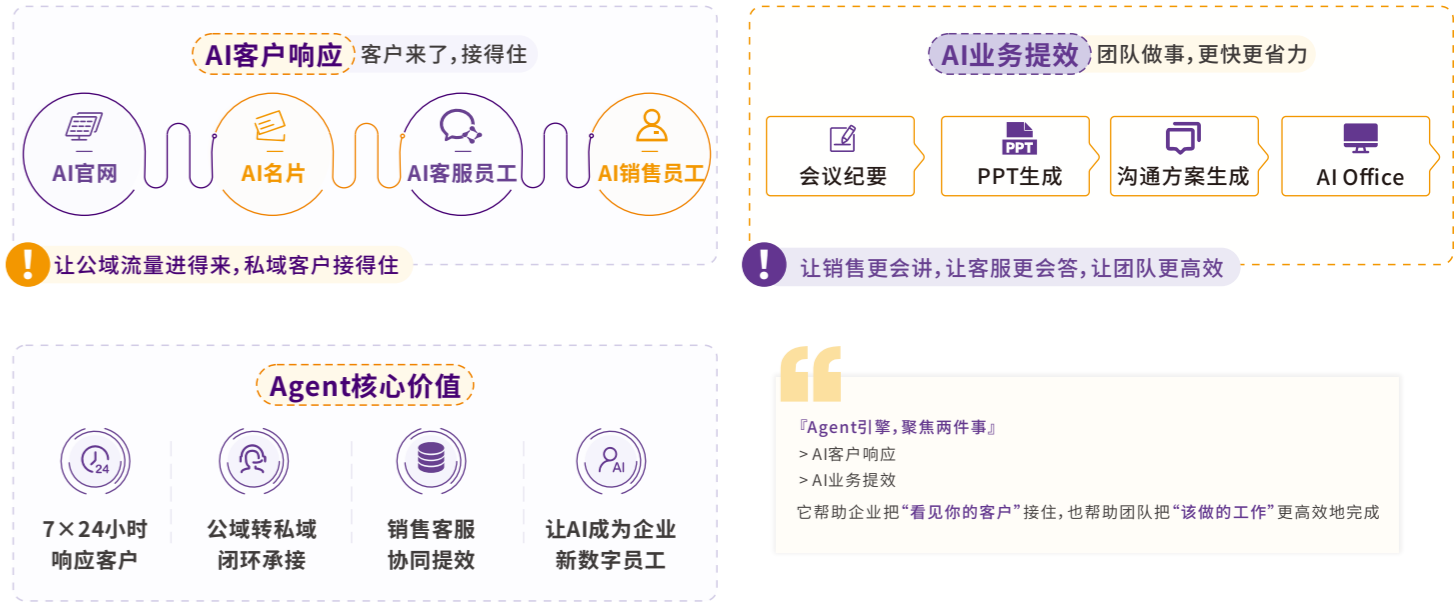 AI客户响应 客户来了,接得住
AI官网
AI名片
AI客服员工
AI销售员工
! 让公域流量进得来,私域客户接得住
AI业务提效 团队做事,更快更省力
会议纪要
PPT
PPT生成
沟通方案生成
AI Office
! 让销售更会讲,让客服更会答,让团队更高效
Agent核心价值
24
7×24小时
响应客户
公域转私域
闭环承接
销售客服
协同提效
AI
让AI成为企业
新数字员工
『Agent引擎,聚焦两件事』
> AI客户响应
> AI业务提效
它帮助企业把“看见你的客户”接住,也帮助团队把“该做的工作”更高效地完成